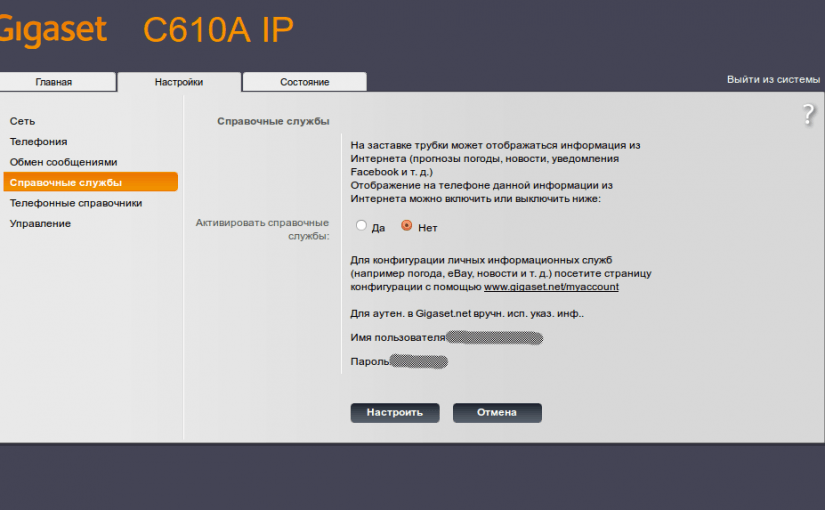 Gigaset C610A IP
Главная Настройки Состояние Выйти из системы
?
Сеть
Телефония
Обмен сообщениями
Справочные службы
Телефонные справочники
Управление
Справочные службы
На заставке трубки может отображаться информация из
Интернета (прогнозы погоды, новости, уведомления
Facebook и т. д.)
Отображение на телефоне данной информации из
Интернета можно включить или выключить ниже:
Активировать справочные
службы:
Да Нет
Для конфигурации личных информационных служб
(например погода, eBay, новости и т. д.) посетите страницу
конфигурации с помощью www.gigaset.net/myaccount
Для аутен. в Gigaset.net вручн. исп. указ. инф..
Имя пользователя
Пароль:
Настроить Отмена